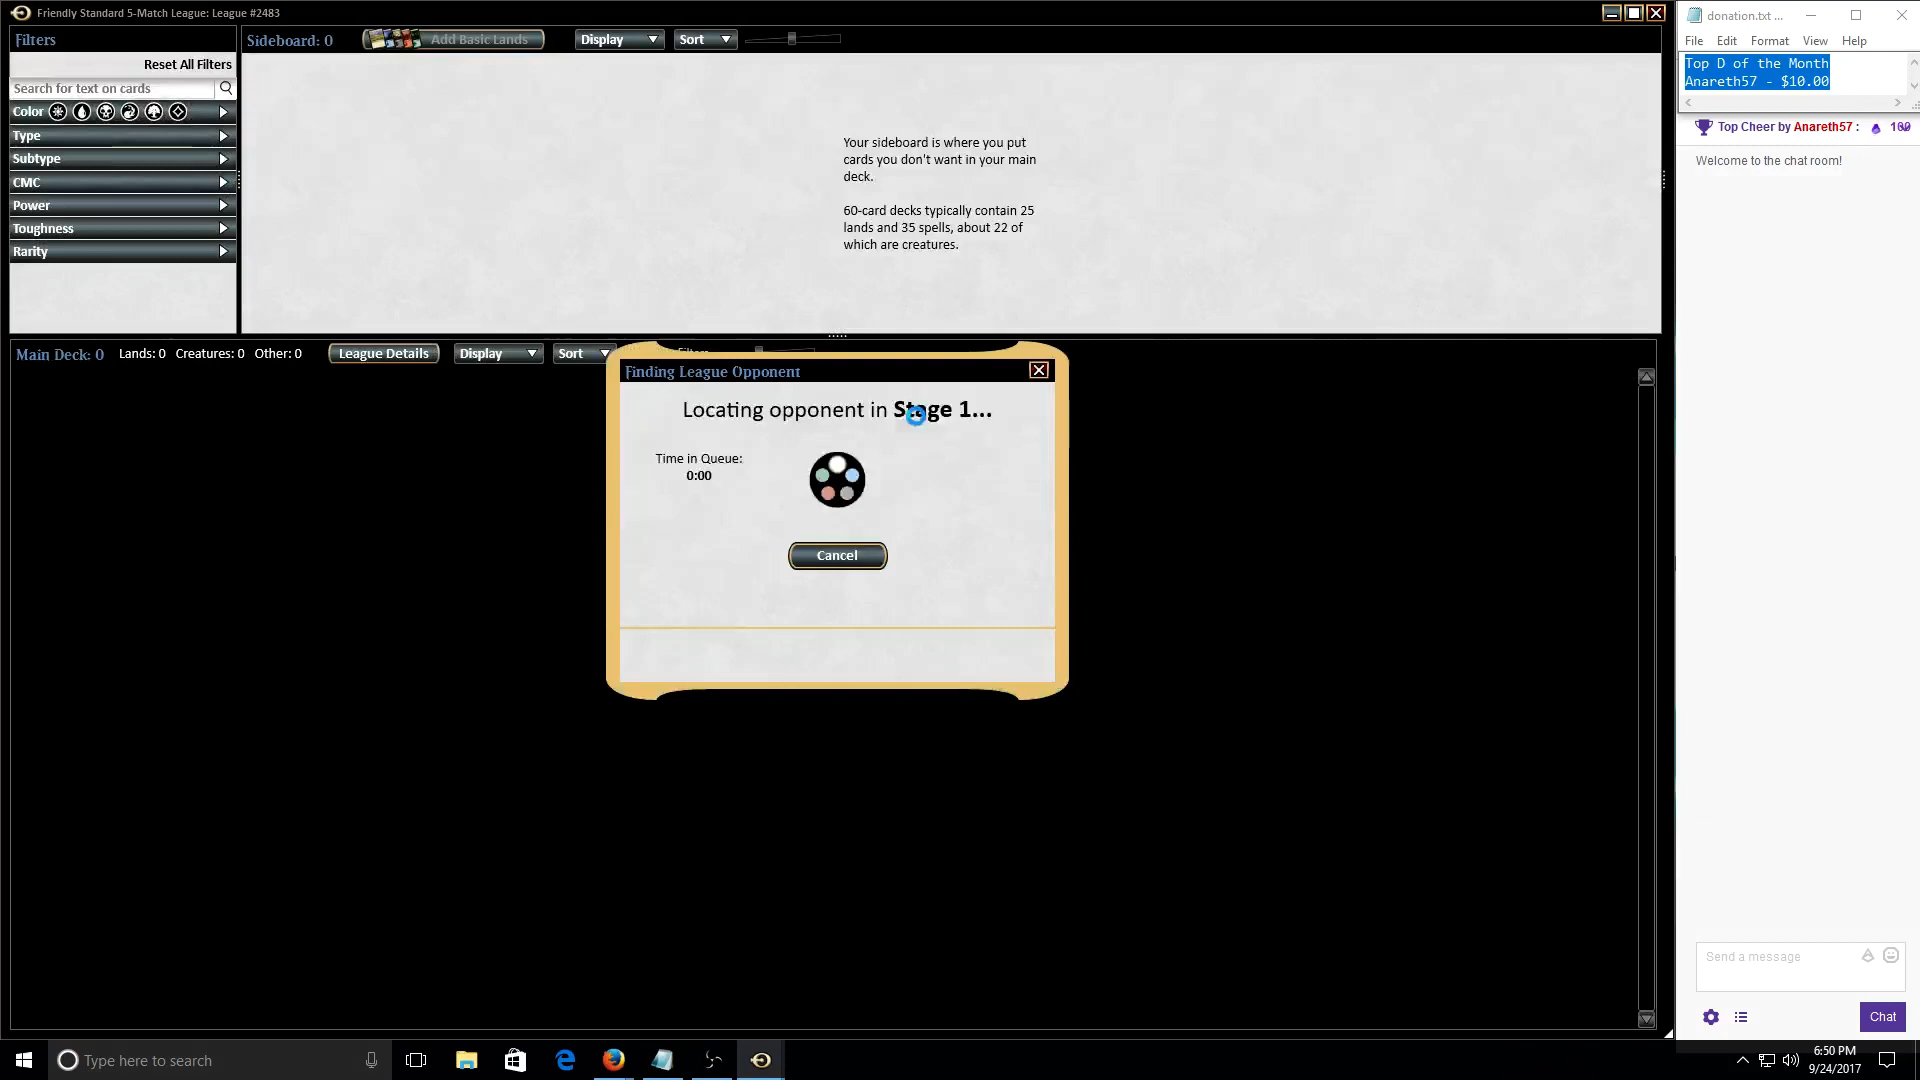 Friendly Standard 5-Match League: League #2483
Filters
Reset All Filters
Search for text on cards
Color
Type
Subtype
CMC
Power
Toughness
Rarity
Sideboard: 0
Add Basic Lands
Display
Sort
Your sideboard is where you put
cards you don't want in your main
deck.
60-card decks typically contain 25
lands and 35 spells, about 22 of
which are creatures.
Main Deck: 0 Lands: 0 Creatures: 0 Other: 0
League Details
Display
Sort
Filters
Finding League Opponent
Locating opponent in Stage 1...
Time in Queue:
0:00
Cancel
donation.txt ...
File Edit Format View Help
Top D of the Month
Anareth57 - $10.00
Top Cheer by Anareth57 : 100
Welcome to the chat room!
Send a message
Chat
Type here to search
6:50 PM
9/24/2017